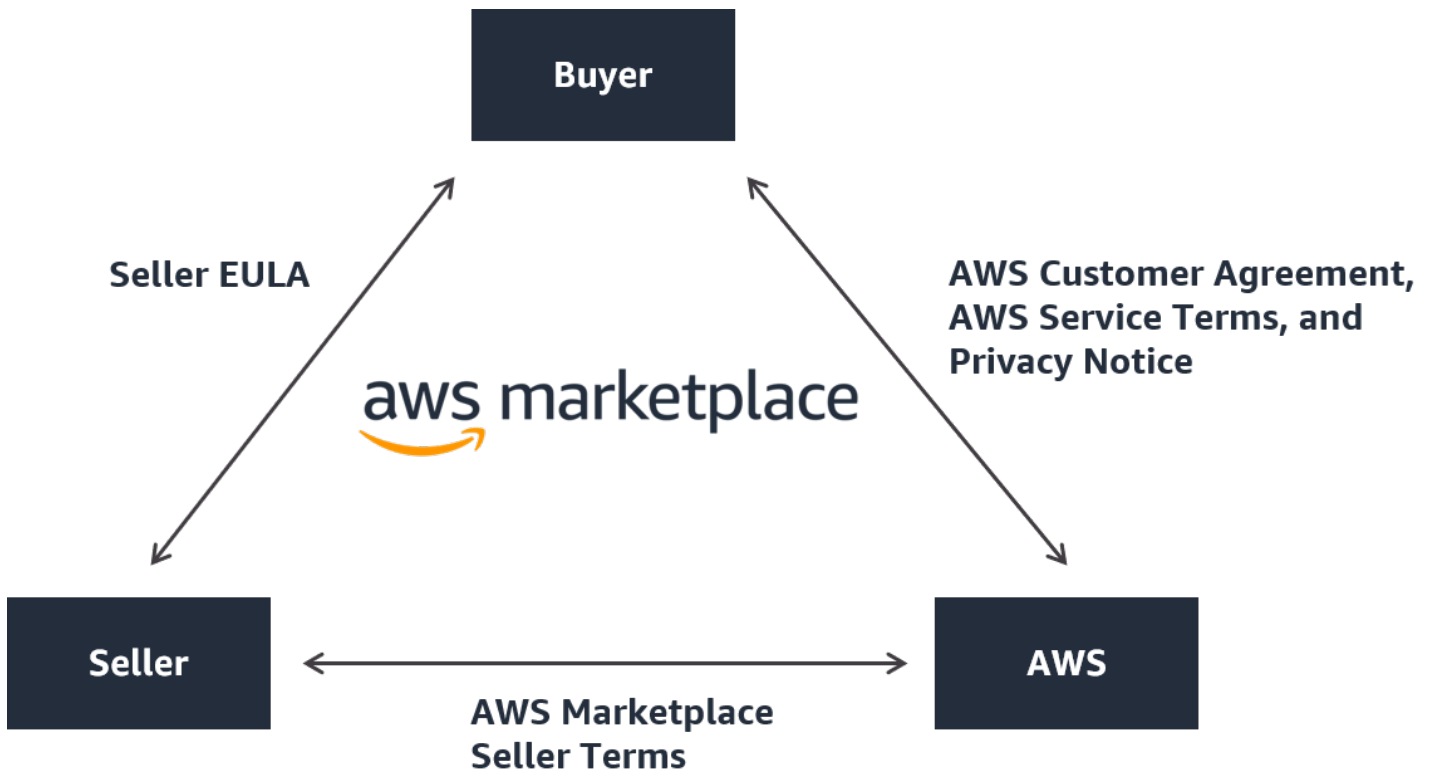 Buyer
Seller EULA
AWS Customer Agreement,
AWS Service Terms, and
Privacy Notice
aws marketplace
Seller
AWS
AWS Marketplace
Seller Terms